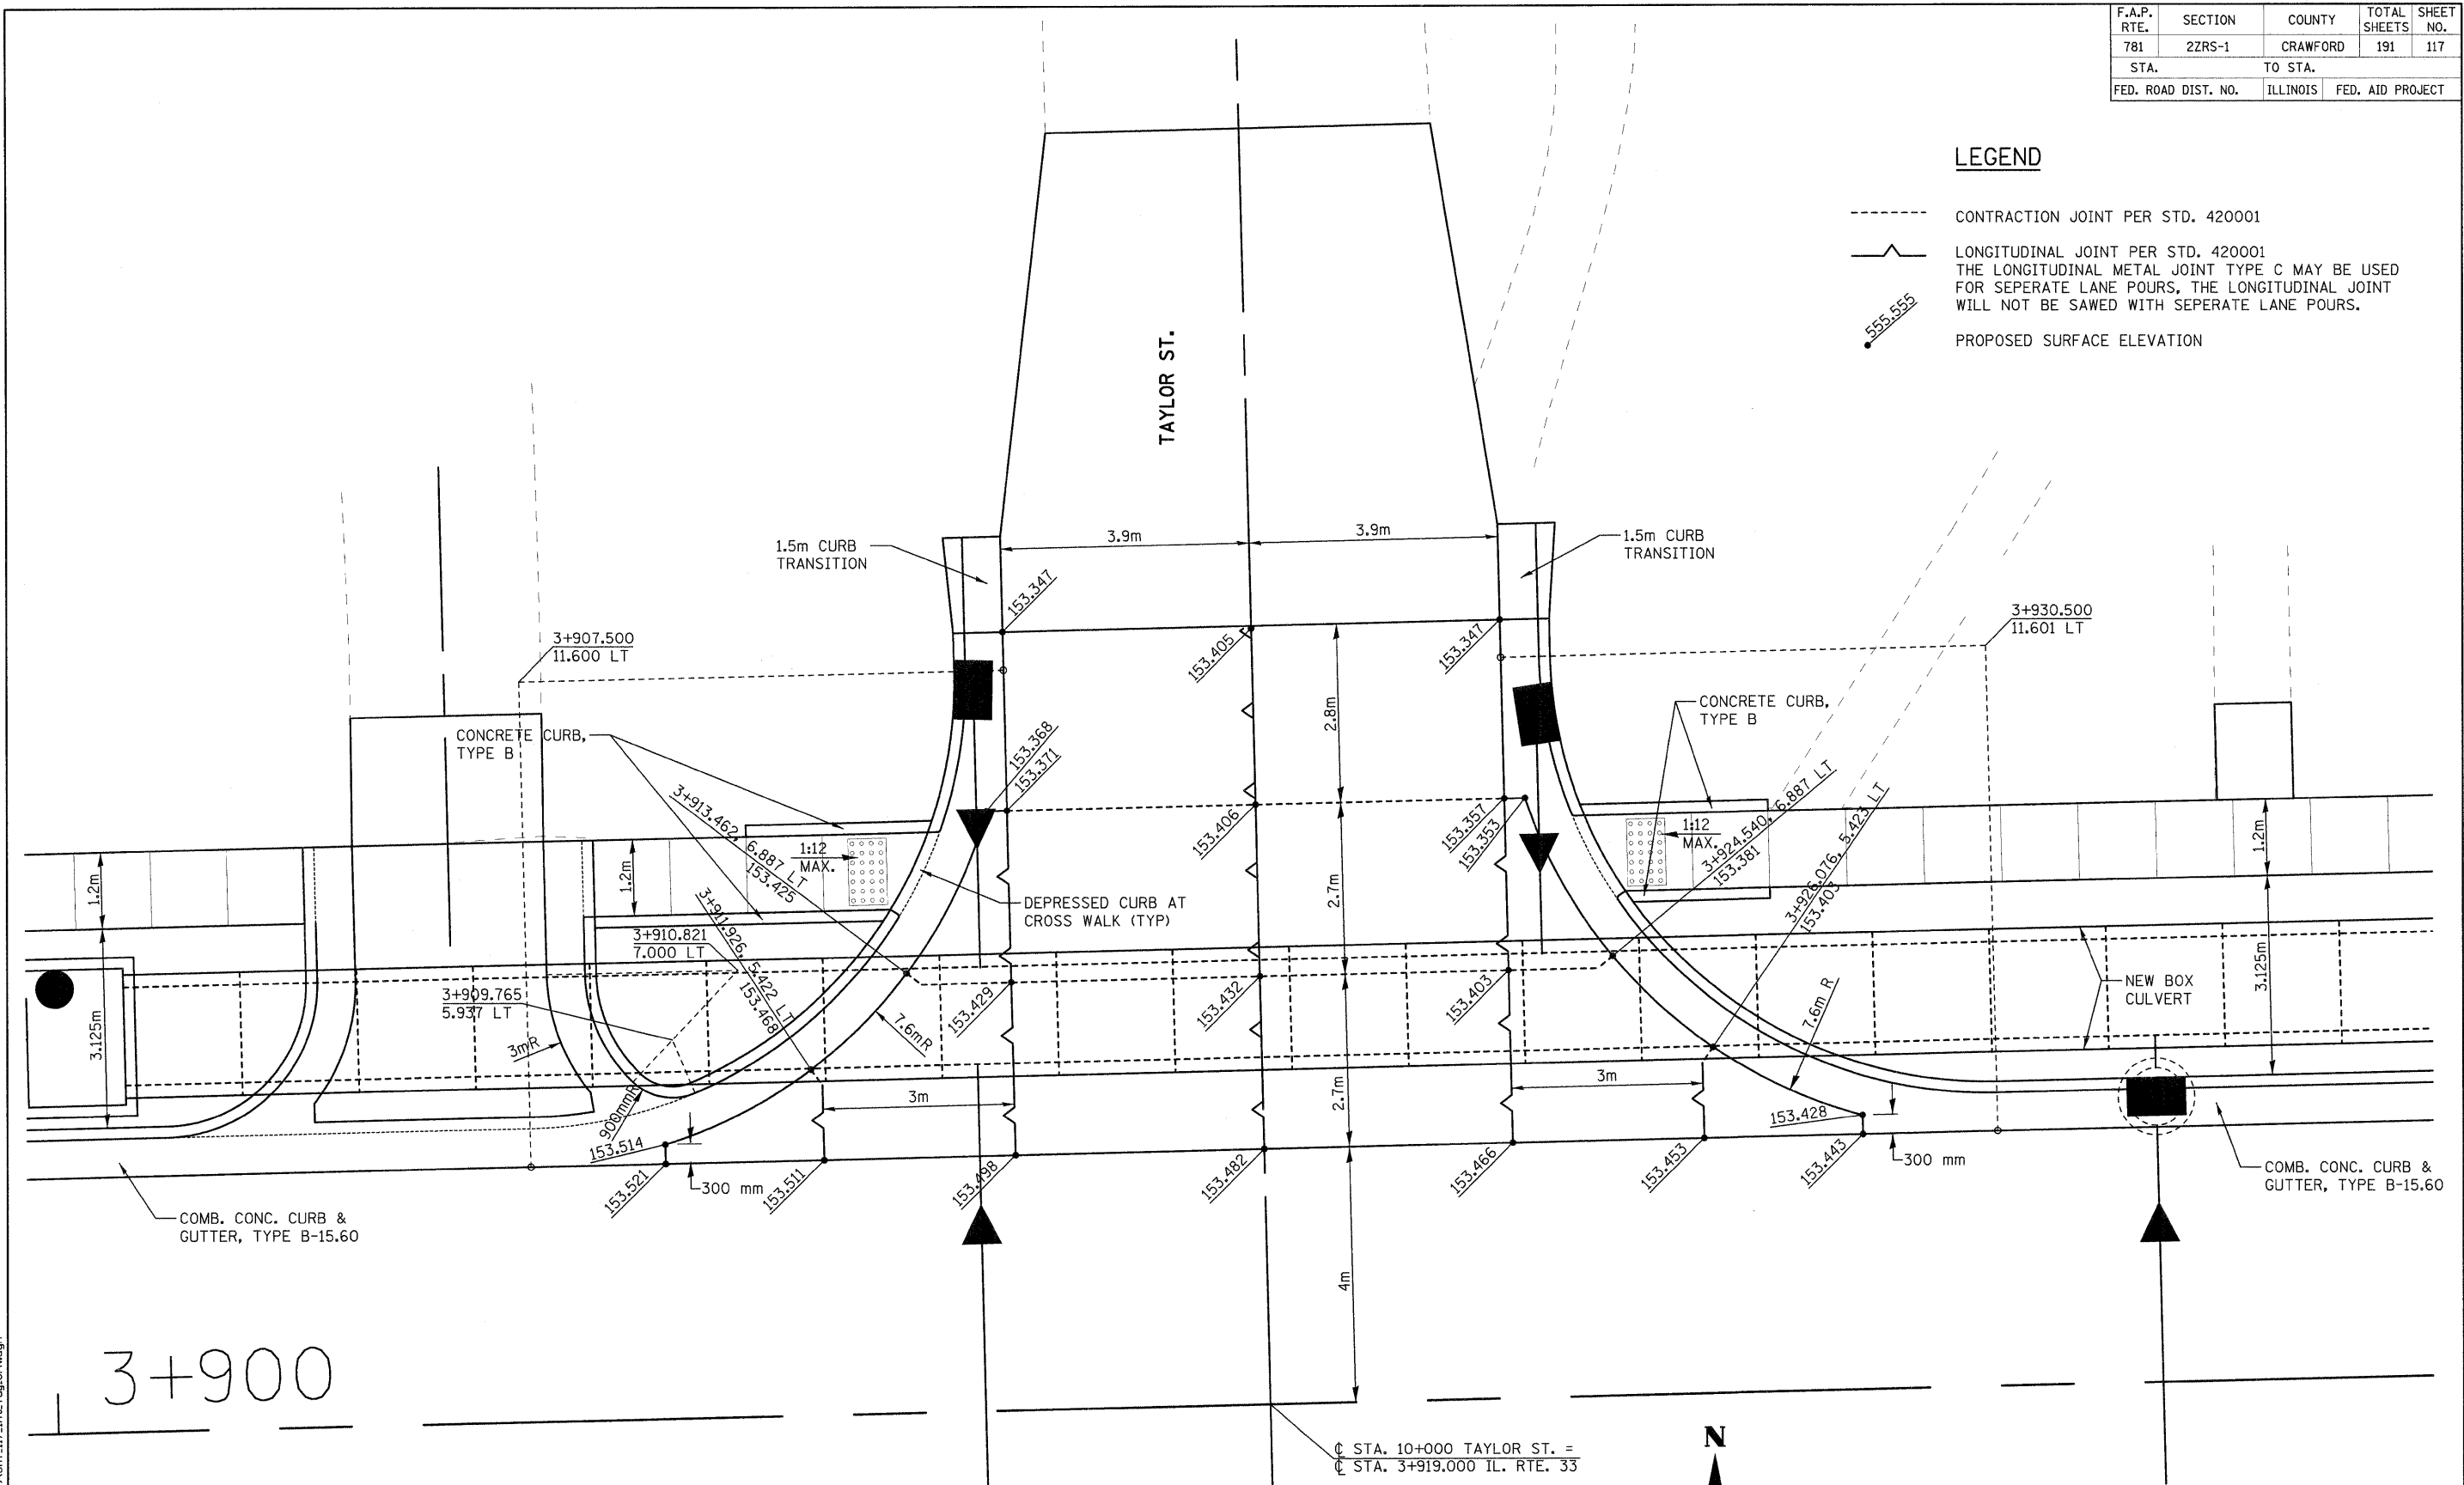 F.A.P. RTE. SECTION COUNTY TOTAL SHEETS SHEET NO.
781 2ZRS-1 CRAWFORD 191 117
STA. TO STA.
FED. ROAD DIST. NO. ILLINOIS FED. AID PROJECT
LEGEND
CONTRACTION JOINT PER STD. 420001
LONGITUDINAL JOINT PER STD. 420001
THE LONGITUDINAL METAL JOINT TYPE C MAY BE USED
FOR SEPERATE LANE POURS, THE LONGITUDINAL JOINT
WILL NOT BE SAWED WITH SEPERATE LANE POURS.
555.555
PROPOSED SURFACE ELEVATION
TAYLOR ST.
3.9m
3.9m
1.5m CURB
TRANSITION
1.5m CURB
TRANSITION
153.347
153.405
153.347
3+907.500
11.600 LT
3+930.500
11.601 LT
CONCRETE CURB,
TYPE B
CONCRETE CURB,
TYPE B
2.8m
153.368
153.371
153.406
153.357
153.353
3+913.462, 6.887 LT
153.425
3+924.540, 6.887 LT
153.381
3+911.926, 5.422 LT
153.468
3+926.076, 5.423 LT
153.403
1:12
MAX.
1:12
MAX.
1.2m
1.2m
1.2m
DEPRESSED CURB AT
CROSS WALK (TYP)
2.7m
3+910.821
7.000 LT
3+909.765
5.937 LT
153.429
153.432
153.403
NEW BOX
CULVERT
3.125m
3.125m
3mR
900mmR
7.6mR
7.6m R
3m
3m
2.7m
153.514
153.428
153.521
300 mm
153.511
153.498
153.482
153.466
153.453
153.443
300 mm
COMB. CONC. CURB &
GUTTER, TYPE B-15.60
COMB. CONC. CURB &
GUTTER, TYPE B-15.60
4m
3+900
℄ STA. 10+000 TAYLOR ST. =
℄ STA. 3+919.000 IL. RTE. 33
N